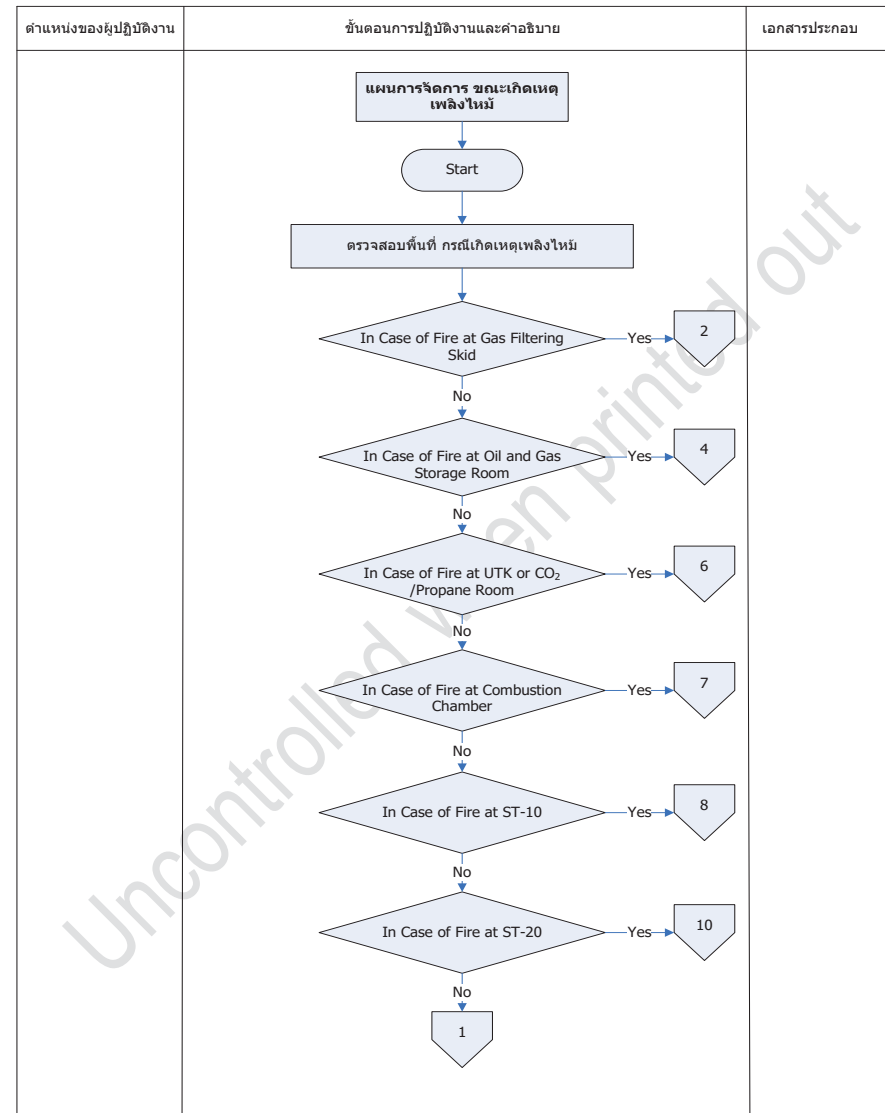 ตำแหน่งของผู้ปฏิบัติงาน
ขั้นตอนการปฏิบัติงานและคำอธิบาย
เอกสารประกอบ
แผนการจัดการ ขณะเกิดเหตุ
เพลิงไหม้
Start
ตรวจสอบพื้นที่ กรณีเกิดเหตุเพลิงไหม้
In Case of Fire at Gas Filtering
Skid
Yes
2
No
In Case of Fire at Oil and Gas
Storage Room
Yes
4
No
In Case of Fire at UTK or CO₂
/Propane Room
Yes
6
No
In Case of Fire at Combustion
Chamber
Yes
7
No
In Case of Fire at ST-10
Yes
8
No
In Case of Fire at ST-20
Yes
10
No
1
Uncontrolled when printed out